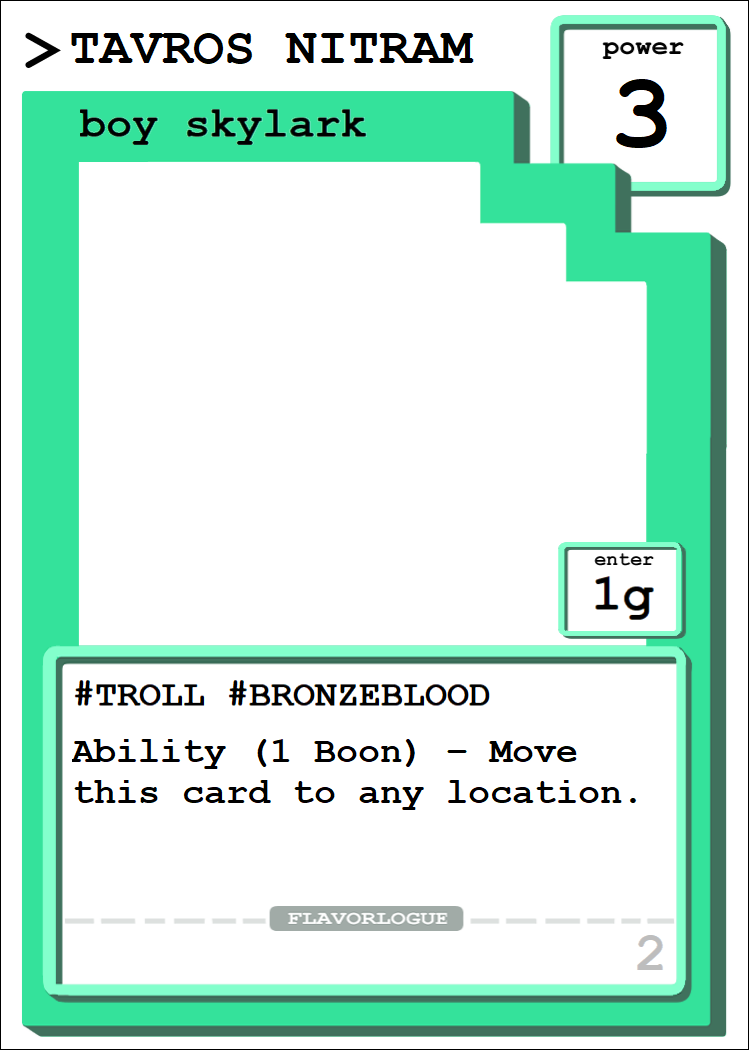 >TAVROS NITRAM
power
3
boy skylark
enter
1g
#TROLL #BRONZEBLOOD
Ability (1 Boon) – Move
this card to any location.
FLAVORLOGUE
2